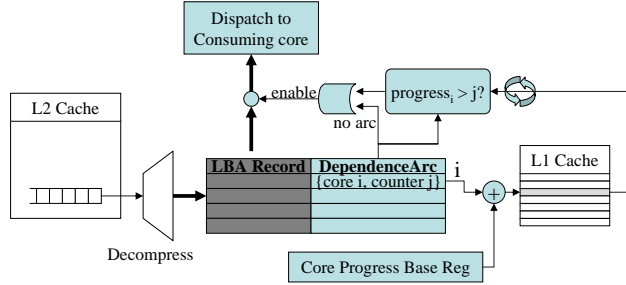 Dispatch to
Consuming core
L2 Cache
enable
progressi > j?
no arc
LBA Record
DependenceArc
{core i, counter j}
i
L1 Cache
+
Decompress
Core Progress Base Reg